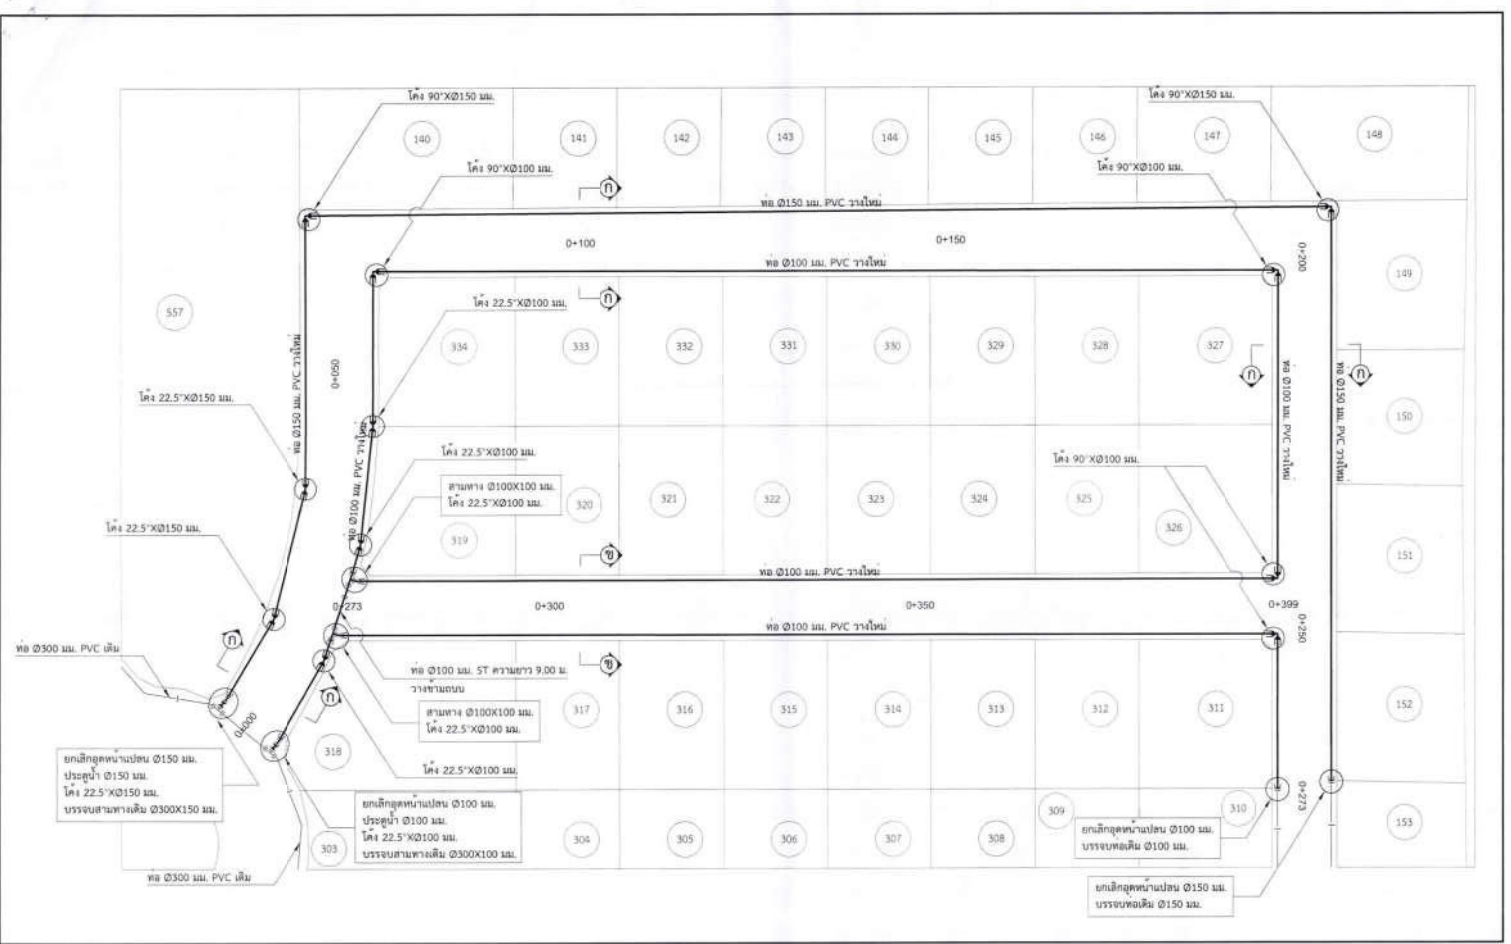 โค้ง 90°XØ150 มม.
โค้ง 90°XØ150 มม.
140
141
142
143
144
145
146
147
148
โค้ง 90°XØ100 มม.
โค้ง 90°XØ100 มม.
ก
ท่อ Ø150 มม. PVC วางใหม่
0+100
0+150
0+200
ท่อ Ø100 มม. PVC วางใหม่
149
ก
557
โค้ง 22.5°XØ100 มม.
334
333
332
331
330
329
328
327
0+050
ท่อ Ø150 มม. PVC วางใหม่
ก
ก
ท่อ Ø100 มม. PVC วางใหม่
ท่อ Ø150 มม. PVC วางใหม่
โค้ง 22.5°XØ150 มม.
150
ท่อ Ø100 มม. PVC วางใหม่
โค้ง 22.5°XØ100 มม.
โค้ง 90°XØ100 มม.
สามทาง Ø100X100 มม.
โค้ง 22.5°XØ100 มม.
320
321
322
323
324
325
326
โค้ง 22.5°XØ150 มม.
319
ข
151
ท่อ Ø100 มม. PVC วางใหม่
0+273
0+300
0+350
0+399
0+250
ท่อ Ø100 มม. PVC วางใหม่
ก
ท่อ Ø300 มม. PVC เดิม
ข
ท่อ Ø100 มม. ST ความยาว 9.00 ม.
วางข้ามถนน
ก
สามทาง Ø100X100 มม.
โค้ง 22.5°XØ100 มม.
317
316
315
314
313
312
311
152
0+000
318
โค้ง 22.5°XØ100 มม.
ยกเลิกอุดหน้าแปลน Ø150 มม.
ประตูน้ำ Ø150 มม.
โค้ง 22.5°XØ150 มม.
บรรจบสามทางเดิม Ø300X150 มม.
ยกเลิกอุดหน้าแปลน Ø100 มม.
ประตูน้ำ Ø100 มม.
โค้ง 22.5°XØ100 มม.
บรรจบสามทางเดิม Ø300X100 มม.
0+273
309
310
303
304
305
306
307
308
ยกเลิกอุดหน้าแปลน Ø100 มม.
บรรจบท่อเดิม Ø100 มม.
153
ท่อ Ø300 มม. PVC เดิม
ยกเลิกอุดหน้าแปลน Ø150 มม.
บรรจบท่อเดิม Ø150 มม.